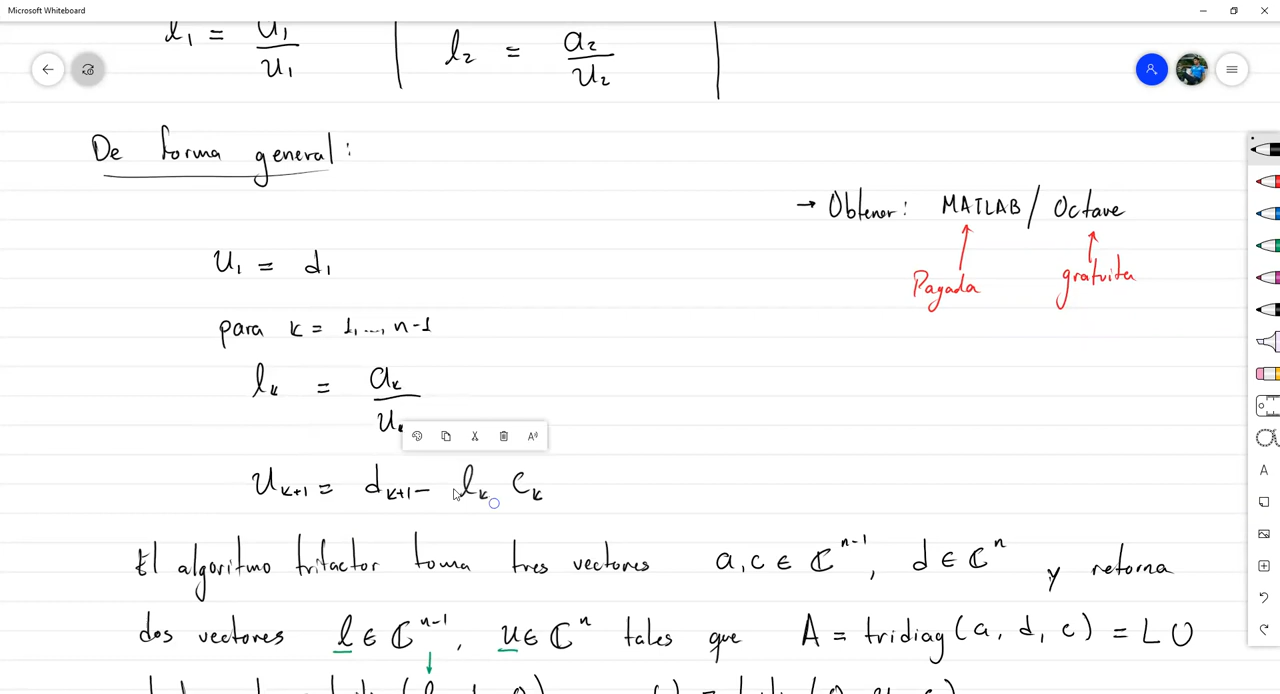 Microsoft Whiteboard
l₁ = a₁/u₁ | l₂ = a₂/u₂
De forma general:
→ Obtener: MATLAB / Octave
Pagada gratuita
u₁ = d₁
para k = 1,..., n-1
lₖ = aₖ/uₖ
uₖ₊₁ = dₖ₊₁ - lₖ cₖ
El algoritmo trifactor toma tres vectores a, c ∈ ℂⁿ⁻¹, d ∈ ℂⁿ y retorna
dos vectores l ∈ ℂⁿ⁻¹, u ∈ ℂⁿ tales que A = tridiag(a, d, c) = LU